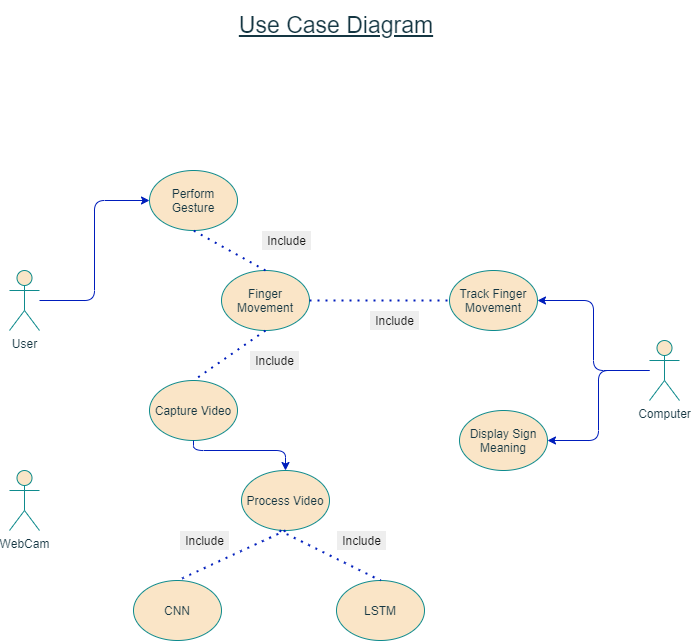 Use Case Diagram
Perform
Gesture
Include
Finger
Movement
Track Finger
Movement
Include
User
Include
Computer
Capture Video
Display Sign
Meaning
Process Video
WebCam
Include
Include
CNN
LSTM